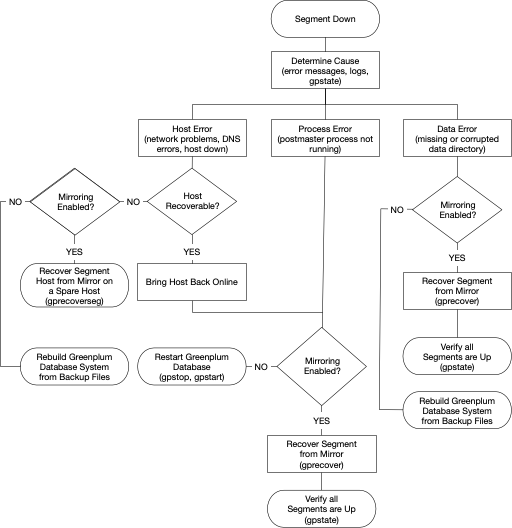 Segment Down
Determine Cause
(error messages, logs,
gpstate)
Host Error
(network problems, DNS
errors, host down)
Process Error
(postmaster process not
running)
Data Error
(missing or corrupted
data directory)
NO
Mirroring
Enabled?
NO
Host
Recoverable?
NO
Mirroring
Enabled?
YES
YES
YES
Recover Segment
Host from Mirror on
a Spare Host
(gprecoverseg)
Bring Host Back Online
Recover Segment
from Mirror
(gprecover)
Verify all
Segments are Up
(gpstate)
Rebuild Greenplum
Database System
from Backup Files
Restart Greenplum
Database
(gpstop, gpstart)
NO
Mirroring
Enabled?
Rebuild Greenplum
Database System
from Backup Files
YES
Recover Segment
from Mirror
(gprecover)
Verify all
Segments are Up
(gpstate)